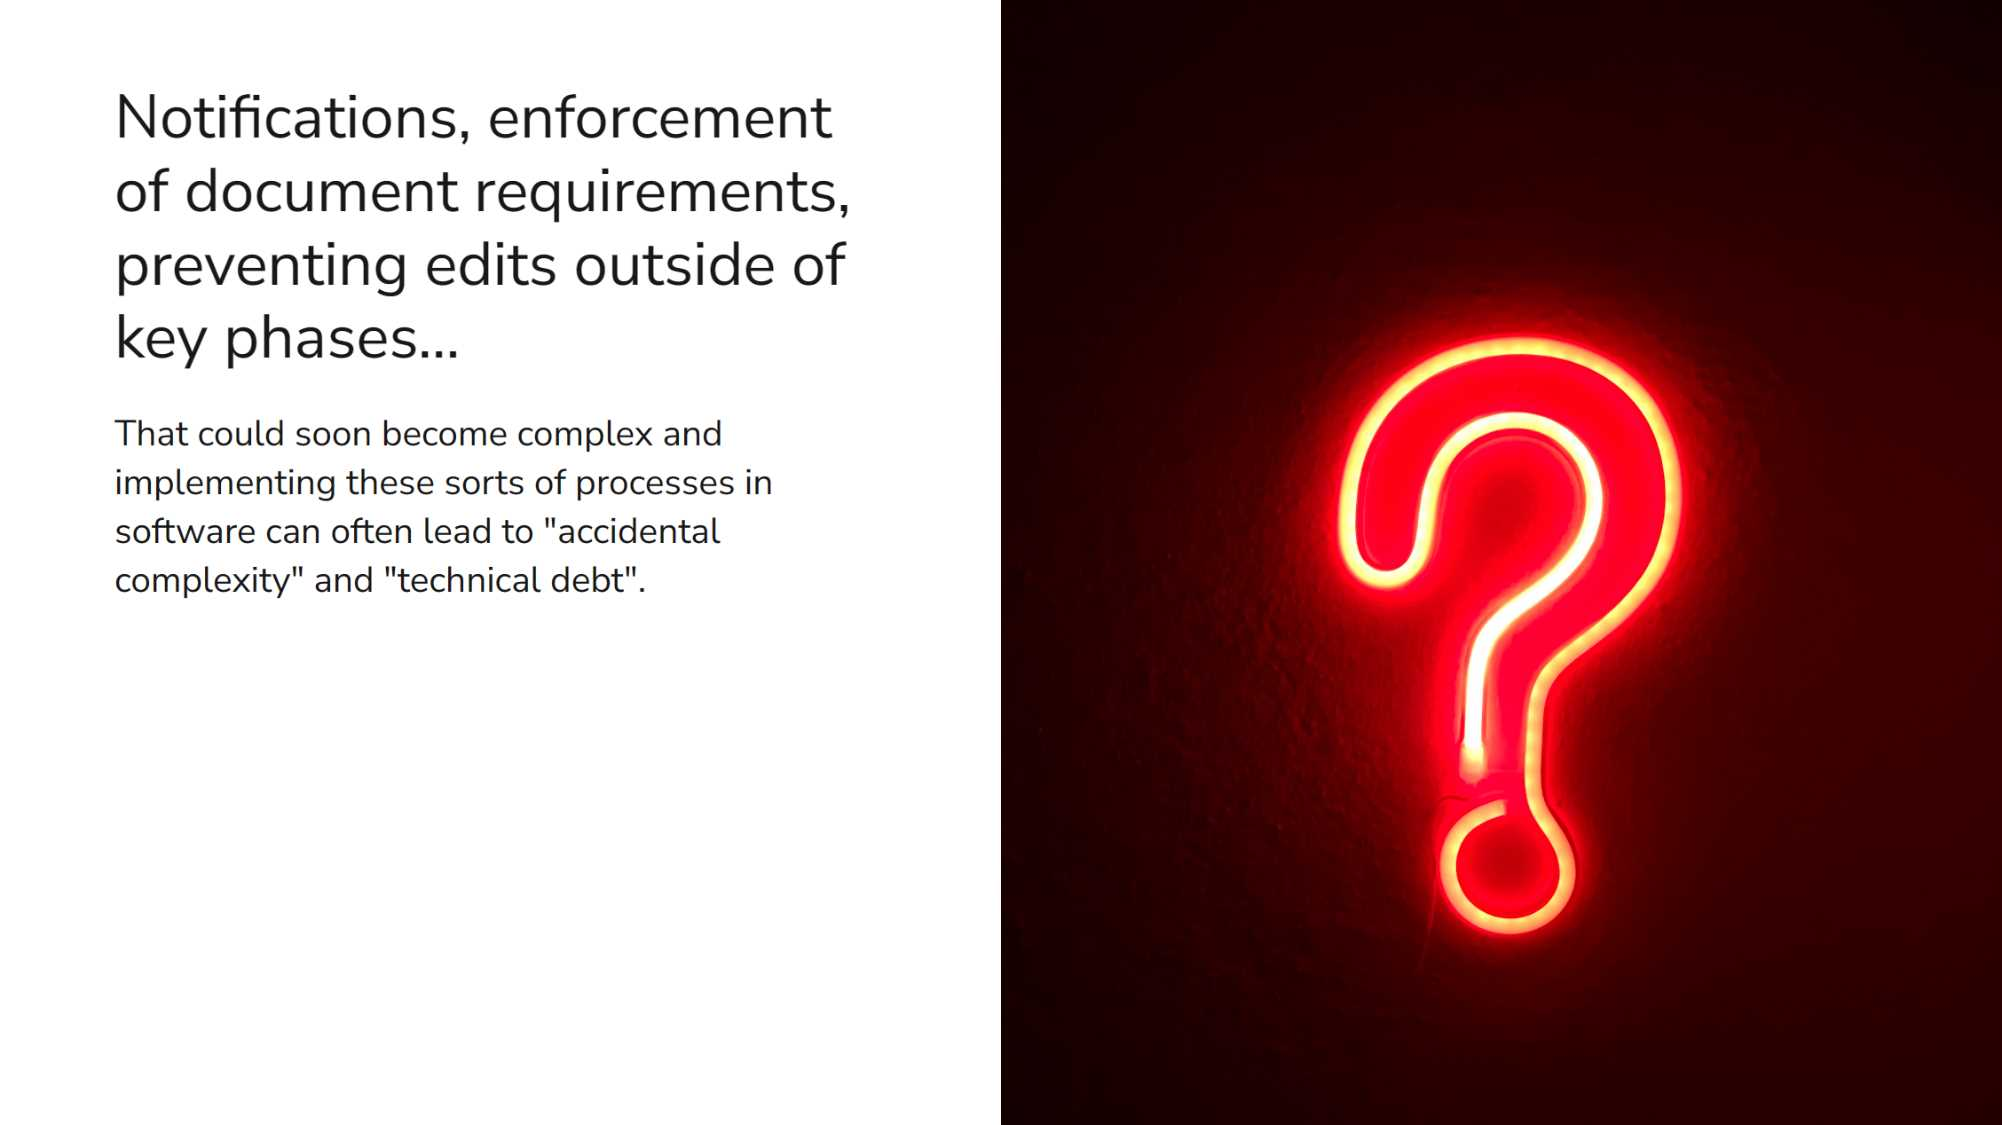 Notifications, enforcement
of document requirements,
preventing edits outside of
key phases...
That could soon become complex and
implementing these sorts of processes in
software can often lead to "accidental
complexity" and "technical debt".